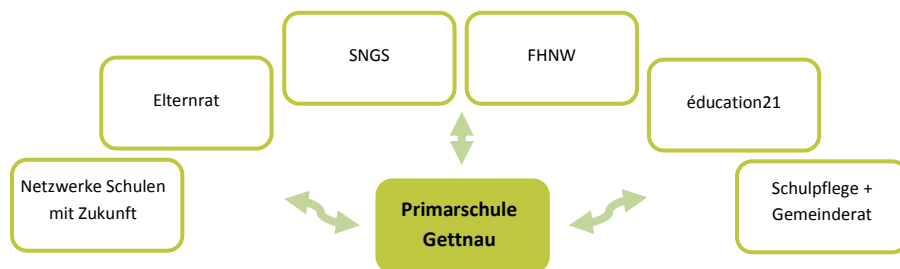 SNGS
FHNW
Elternrat
éducation21
Netzwerke Schulen
mit Zukunft
Primarschule
Gettnau
Schulpflege +
Gemeinderat